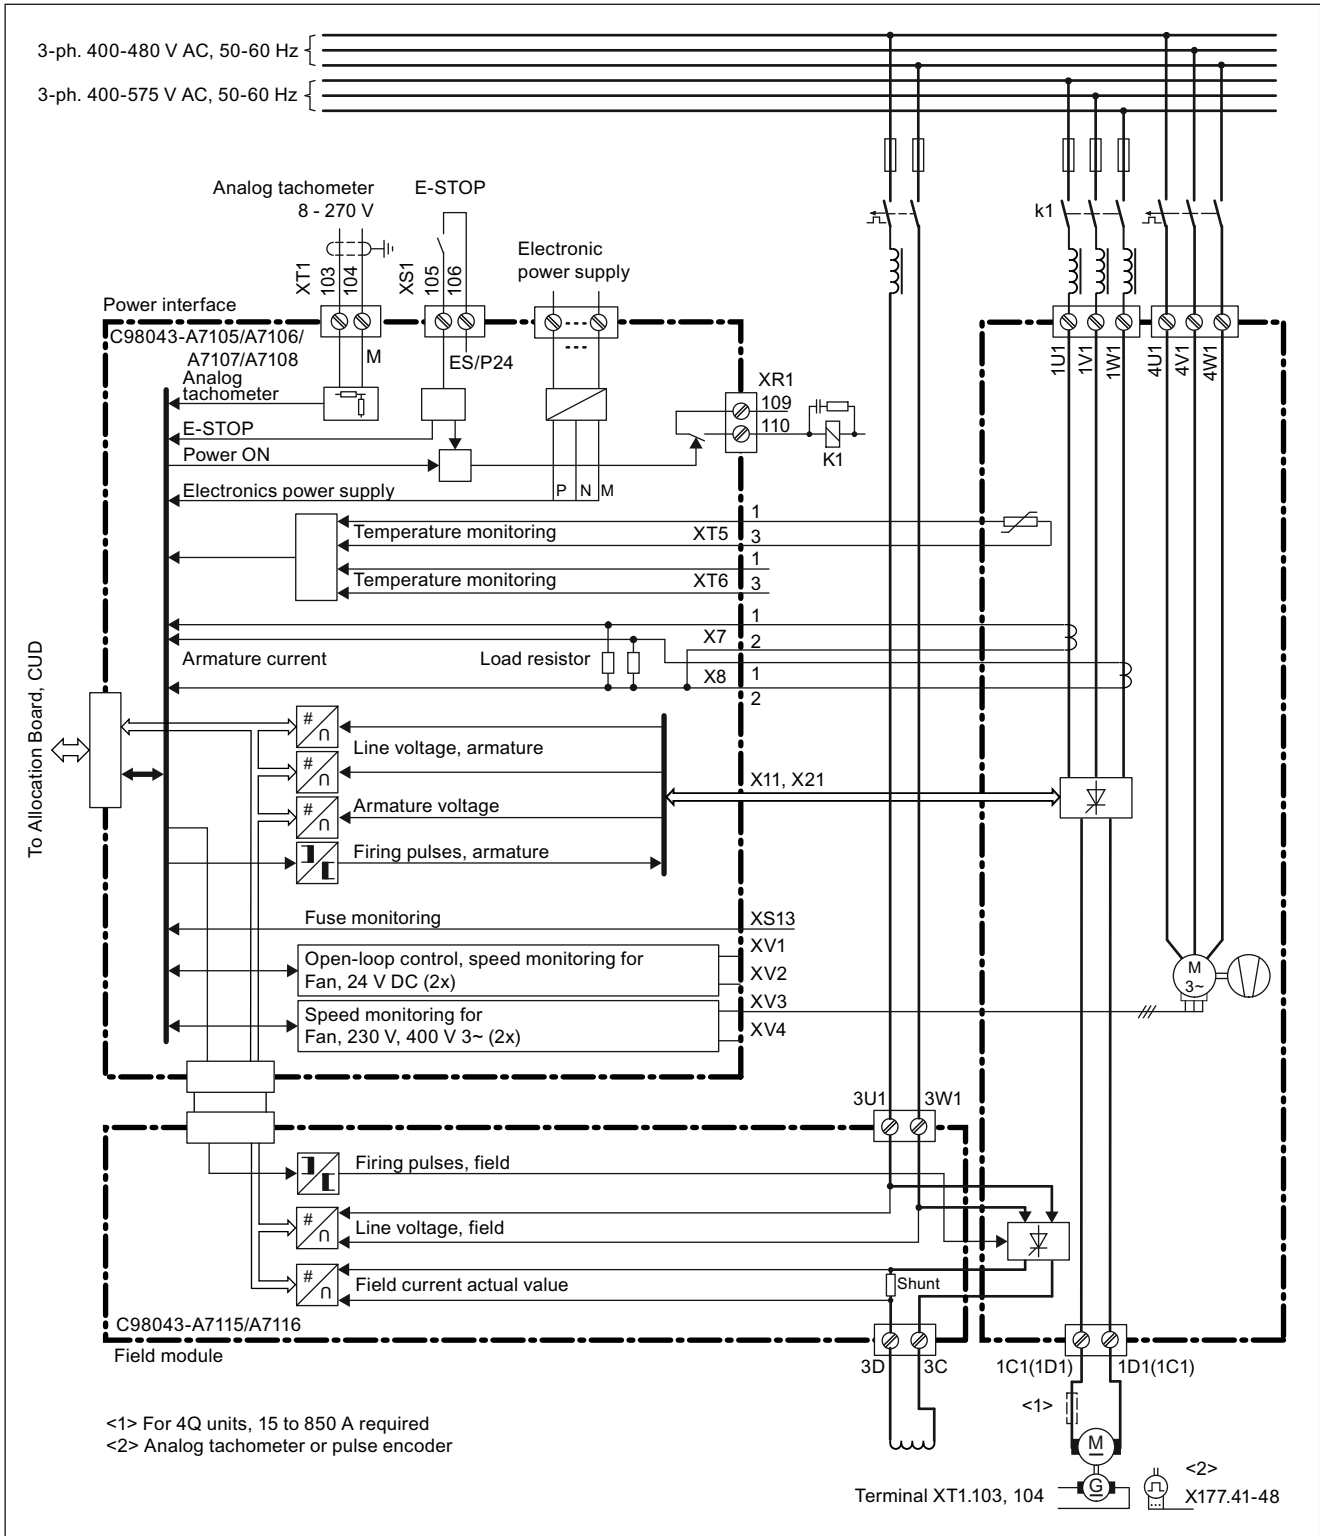 3-ph. 400-480 V AC, 50-60 Hz
3-ph. 400-575 V AC, 50-60 Hz
Analog tachometer
8 - 270 V
E-STOP
k1
Electronic
power supply
XT1
103
104
XS1
105
106
Power interface
C98043-A7105/A7106/
A7107/A7108
M
ES/P24
1U1
1V1
1W1
4U1
4V1
4W1
Analog
tachometer
XR1
109
110
K1
E-STOP
Power ON
Electronics power supply
P
N
M
1
Temperature monitoring
XT5
3
1
Temperature monitoring
XT6
3
1
X7
2
Armature current
Load resistor
X8
1
2
To Allocation Board, CUD
#
∩
Line voltage, armature
#
∩
X11, X21
#
∩
Armature voltage
Firing pulses, armature
Fuse monitoring
XS13
XV1
Open-loop control, speed monitoring for
Fan, 24 V DC (2x)
XV2
M
3~
XV3
Speed monitoring for
Fan, 230 V, 400 V 3~ (2x)
XV4
3U1
3W1
Firing pulses, field
#
∩
Line voltage, field
#
∩
Field current actual value
Shunt
C98043-A7115/A7116
Field module
3D
3C
1C1(1D1)
1D1(1C1)
<1>
<1> For 4Q units, 15 to 850 A required
<2> Analog tachometer or pulse encoder
M
G
<2>
Terminal XT1.103, 104
X177.41-48